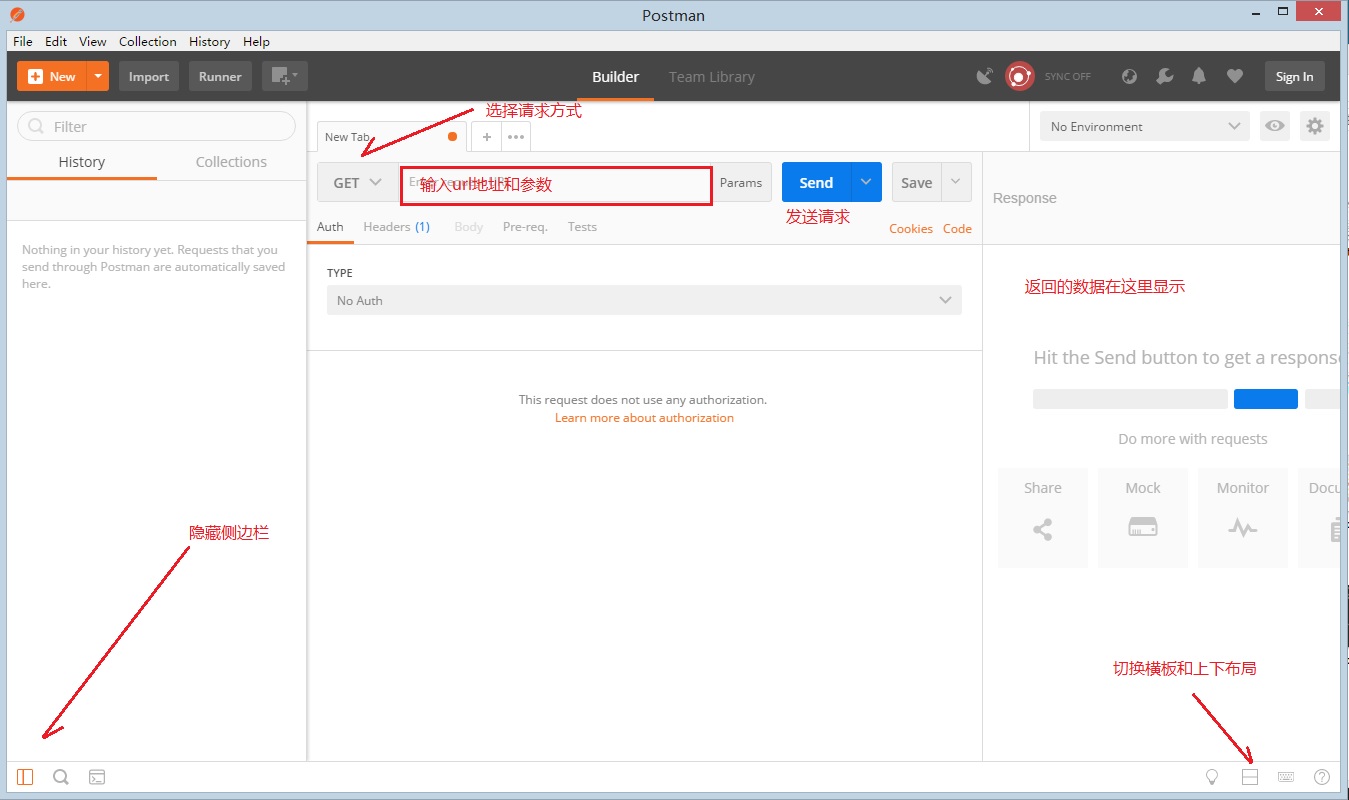 Postman
File Edit View Collection History Help
New Import Runner Builder Team Library SYNC OFF Sign In
选择请求方式
Filter
New Tab
No Environment
History Collections
GET 输入url地址和参数 Params Send Save
Response
发送请求
Auth Headers (1) Body Pre-req. Tests Cookies Code
Nothing in your history yet. Requests that you
send through Postman are automatically saved
here.
TYPE
No Auth
返回的数据在这里显示
Hit the Send button to get a response
This request does not use any authorization.
Learn more about authorization
Do more with requests
Share Mock Monitor Docu
隐藏侧边栏
切换横板和上下布局